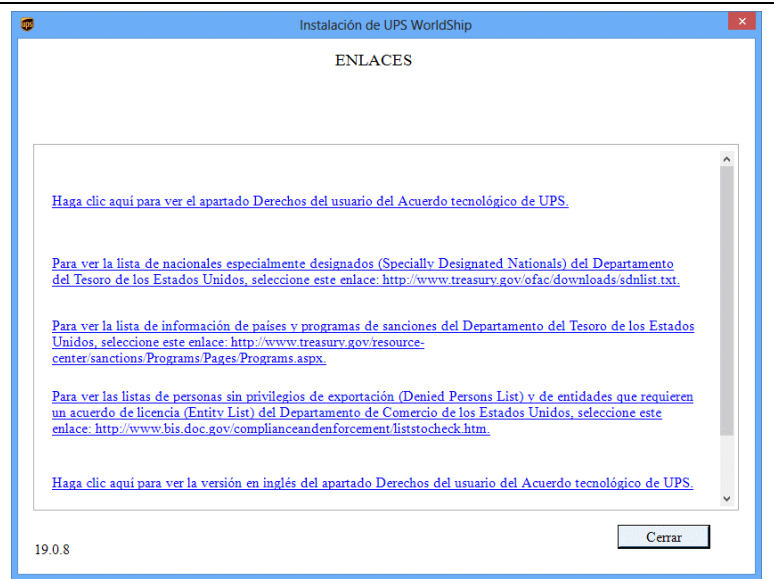 ups
Instalación de UPS WorldShip
ENLACES
Haga clic aquí para ver el apartado Derechos del usuario del Acuerdo tecnológico de UPS.
Para ver la lista de nacionales especialmente designados (Specially Designated Nationals) del Departamento
del Tesoro de los Estados Unidos, seleccione este enlace: http://www.treasury.gov/ofac/downloads/sdnlist.txt.
Para ver la lista de información de países y programas de sanciones del Departamento del Tesoro de los Estados
Unidos, seleccione este enlace: http://www.treasury.gov/resource-
center/sanctions/Programs/Pages/Programs.aspx.
Para ver las listas de personas sin privilegios de exportación (Denied Persons List) y de entidades que requieren
un acuerdo de licencia (Entity List) del Departamento de Comercio de los Estados Unidos, seleccione este
enlace: http://www.bis.doc.gov/complianceandenforcement/liststocheck.htm.
Haga clic aquí para ver la versión en inglés del apartado Derechos del usuario del Acuerdo tecnológico de UPS.
Cerrar
19.0.8